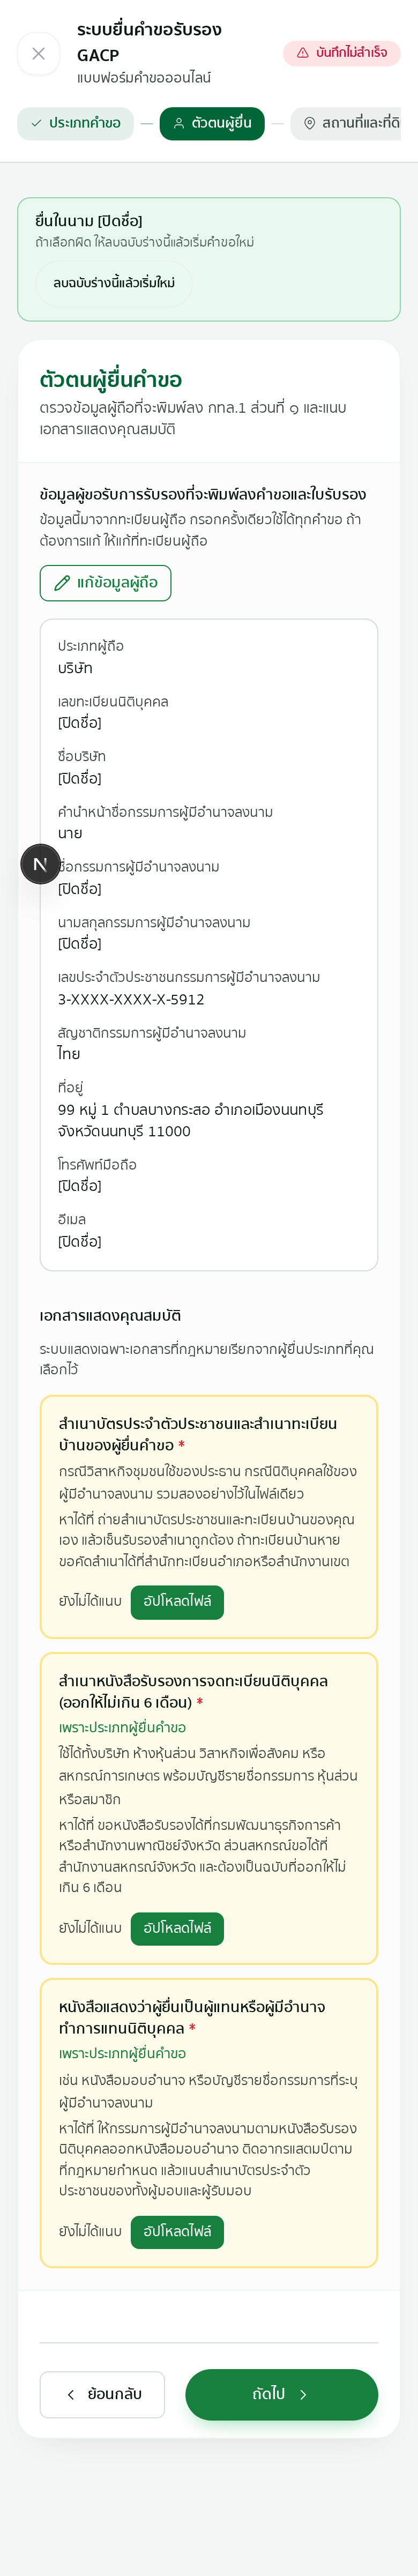 ระบบยื่นคำขอรับรอง
GACP
แบบฟอร์มคำขอออนไลน์
บันทึกไม่สำเร็จ
ประเภทคำขอ
ตัวตนผู้ยื่น
สถานที่และที่ดิ
ยื่นในนาม [ปิดชื่อ]
ถ้าเลือกผิด ให้ลบฉบับร่างนี้แล้วเริ่มคำขอใหม่
ลบฉบับร่างนี้แล้วเริ่มใหม่
ตัวตนผู้ยื่นคำขอ
ตรวจข้อมูลผู้ถือที่จะพิมพ์ลง กทล.1 ส่วนที่ ๑ และแนบ
เอกสารแสดงคุณสมบัติ
ข้อมูลผู้ขอรับการรับรองที่จะพิมพ์ลงคำขอและใบรับรอง
ข้อมูลนี้มาจากทะเบียนผู้ถือ กรอกครั้งเดียวใช้ได้ทุกคำขอ ถ้า
ต้องการแก้ ให้แก้ที่ทะเบียนผู้ถือ
แก้ข้อมูลผู้ถือ
ประเภทผู้ถือ
บริษัท
เลขทะเบียนนิติบุคคล
[ปิดชื่อ]
ชื่อบริษัท
[ปิดชื่อ]
คำนำหน้าชื่อกรรมการผู้มีอำนาจลงนาม
นาย
N
ชื่อกรรมการผู้มีอำนาจลงนาม
[ปิดชื่อ]
นามสกุลกรรมการผู้มีอำนาจลงนาม
[ปิดชื่อ]
เลขประจำตัวประชาชนกรรมการผู้มีอำนาจลงนาม
3-XXXX-XXXX-X-5912
สัญชาติกรรมการผู้มีอำนาจลงนาม
ไทย
ที่อยู่
99 หมู่ 1 ตำบลบางกระสอ อำเภอเมืองนนทบุรี
จังหวัดนนทบุรี 11000
โทรศัพท์มือถือ
[ปิดชื่อ]
อีเมล
[ปิดชื่อ]
เอกสารแสดงคุณสมบัติ
ระบบแสดงเฉพาะเอกสารที่กฎหมายเรียกจากผู้ยื่นประเภทที่คุณ
เลือกไว้
สำเนาบัตรประจำตัวประชาชนและสำเนาทะเบียน
บ้านของผู้ยื่นคำขอ *
กรณีวิสาหกิจชุมชนใช้ของประธาน กรณีนิติบุคคลใช้ของ
ผู้มีอำนาจลงนาม รวมสองอย่างไว้ในไฟล์เดียว
หาได้ที่ ถ่ายสำเนาบัตรประชาชนและทะเบียนบ้านของคุณ
เอง แล้วเซ็นรับรองสำเนาถูกต้อง ถ้าทะเบียนบ้านหาย
ขอคัดสำเนาได้ที่สำนักทะเบียนอำเภอหรือสำนักงานเขต
ยังไม่ได้แนบ
อัปโหลดไฟล์
สำเนาหนังสือรับรองการจดทะเบียนนิติบุคคล
(ออกให้ไม่เกิน 6 เดือน) *
เพราะประเภทผู้ยื่นคำขอ
ใช้ได้ทั้งบริษัท ห้างหุ้นส่วน วิสาหกิจเพื่อสังคม หรือ
สหกรณ์การเกษตร พร้อมบัญชีรายชื่อกรรมการ หุ้นส่วน
หรือสมาชิก
หาได้ที่ ขอหนังสือรับรองได้ที่กรมพัฒนาธุรกิจการค้า
หรือสำนักงานพาณิชย์จังหวัด ส่วนสหกรณ์ขอได้ที่
สำนักงานสหกรณ์จังหวัด และต้องเป็นฉบับที่ออกให้ไม่
เกิน 6 เดือน
ยังไม่ได้แนบ
อัปโหลดไฟล์
หนังสือแสดงว่าผู้ยื่นเป็นผู้แทนหรือผู้มีอำนาจ
ทำการแทนนิติบุคคล *
เพราะประเภทผู้ยื่นคำขอ
เช่น หนังสือมอบอำนาจ หรือบัญชีรายชื่อกรรมการที่ระบุ
ผู้มีอำนาจลงนาม
หาได้ที่ ให้กรรมการผู้มีอำนาจลงนามตามหนังสือรับรอง
นิติบุคคลออกหนังสือมอบอำนาจ ติดอากรแสตมป์ตาม
ที่กฎหมายกำหนด แล้วแนบสำเนาบัตรประจำตัว
ประชาชนของทั้งผู้มอบและผู้รับมอบ
ยังไม่ได้แนบ
อัปโหลดไฟล์
ย้อนกลับ
ถัดไป